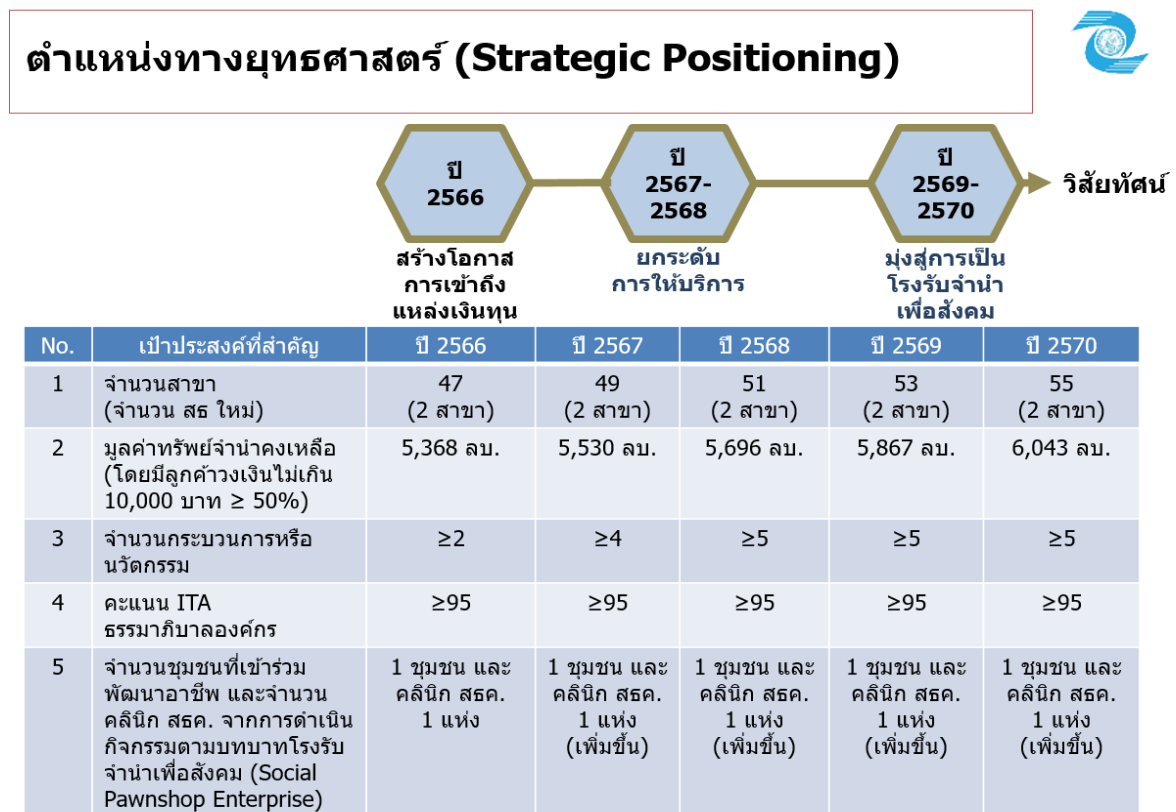 ตำแหน่งทางยุทธศาสตร์ (Strategic Positioning)
ปี
2566
ปี
2567-
2568
ปี
2569-
2570
วิสัยทัศน์
สร้างโอกาส
การเข้าถึง
แหล่งเงินทุน
ยกระดับ
การให้บริการ
มุ่งสู่การเป็น
โรงรับจำนำ
เพื่อสังคม
No. เป้าประสงค์ที่สำคัญ ปี 2566 ปี 2567 ปี 2568 ปี 2569 ปี 2570
1 จำนวนสาขา 47 49 51 53 55
(จำนวน สธ ใหม่) (2 สาขา) (2 สาขา) (2 สาขา) (2 สาขา) (2 สาขา)
2 มูลค่าทรัพย์จำนำคงเหลือ 5,368 ลบ. 5,530 ลบ. 5,696 ลบ. 5,867 ลบ. 6,043 ลบ.
(โดยมีลูกค้าวงเงินไม่เกิน
10,000 บาท ≥ 50%)
3 จำนวนกระบวนการหรือ ≥2 ≥4 ≥5 ≥5 ≥5
นวัตกรรม
4 คะแนน ITA ≥95 ≥95 ≥95 ≥95 ≥95
ธรรมาภิบาลองค์กร
5 จำนวนชุมชนที่เข้าร่วม 1 ชุมชน และ 1 ชุมชน และ 1 ชุมชน และ 1 ชุมชน และ 1 ชุมชน และ
พัฒนาอาชีพ และจำนวน คลินิก สธค. คลินิก สธค. คลินิก สธค. คลินิก สธค. คลินิก สธค.
คลินิก สธค. จากการดำเนิน 1 แห่ง 1 แห่ง 1 แห่ง 1 แห่ง 1 แห่ง
กิจกรรมตามบทบาทโรงรับ (เพิ่มขึ้น) (เพิ่มขึ้น) (เพิ่มขึ้น) (เพิ่มขึ้น)
จำนำเพื่อสังคม (Social
Pawnshop Enterprise)